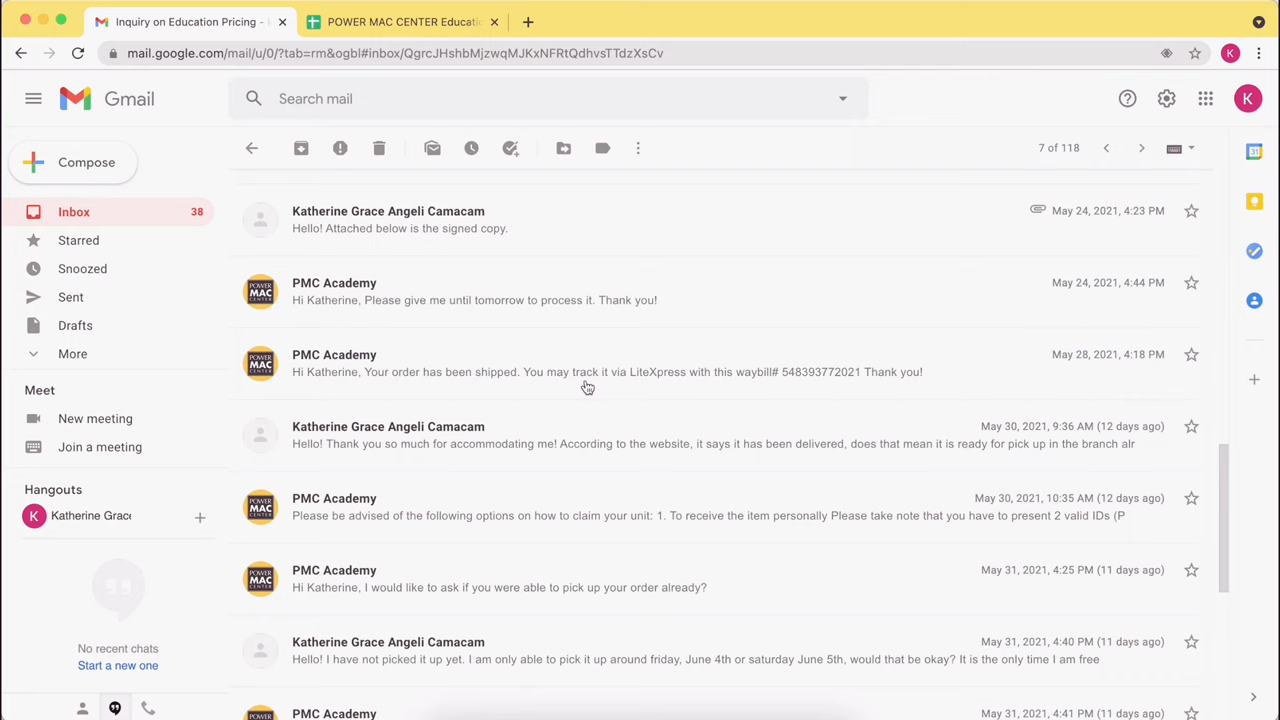 Inquiry on Education Pricing -
POWER MAC CENTER Educati
mail.google.com/mail/u/0/?tab=rm&ogbl#inbox/QgrcJHshbMjzwqMJKxNFRtQdhvsTTdzXsCv
K
Gmail
Search mail
K
Compose
7 of 118
Inbox 38
Starred
Snoozed
Sent
Drafts
More
Meet
New meeting
Join a meeting
Hangouts
K Katherine Grace
No recent chats
Start a new one
Katherine Grace Angeli Camacam May 24, 2021, 4:23 PM
Hello! Attached below is the signed copy.
POWER MAC CENTER
PMC Academy May 24, 2021, 4:44 PM
Hi Katherine, Please give me until tomorrow to process it. Thank you!
POWER MAC CENTER
PMC Academy May 28, 2021, 4:18 PM
Hi Katherine, Your order has been shipped. You may track it via LiteXpress with this waybill# 548393772021 Thank you!
Katherine Grace Angeli Camacam May 30, 2021, 9:36 AM (12 days ago)
Hello! Thank you so much for accommodating me! According to the website, it says it has been delivered, does that mean it is ready for pick up in the branch alr
POWER MAC CENTER
PMC Academy May 30, 2021, 10:35 AM (12 days ago)
Please be advised of the following options on how to claim your unit: 1. To receive the item personally Please take note that you have to present 2 valid IDs (P
POWER MAC CENTER
PMC Academy May 31, 2021, 4:25 PM (11 days ago)
Hi Katherine, I would like to ask if you were able to pick up your order already?
Katherine Grace Angeli Camacam May 31, 2021, 4:40 PM (11 days ago)
Hello! I have not picked it up yet. I am only able to pick it up around friday, June 4th or saturday June 5th, would that be okay? It is the only time I am free
PMC Academy May 31, 2021, 4:41 PM (11 days ago)